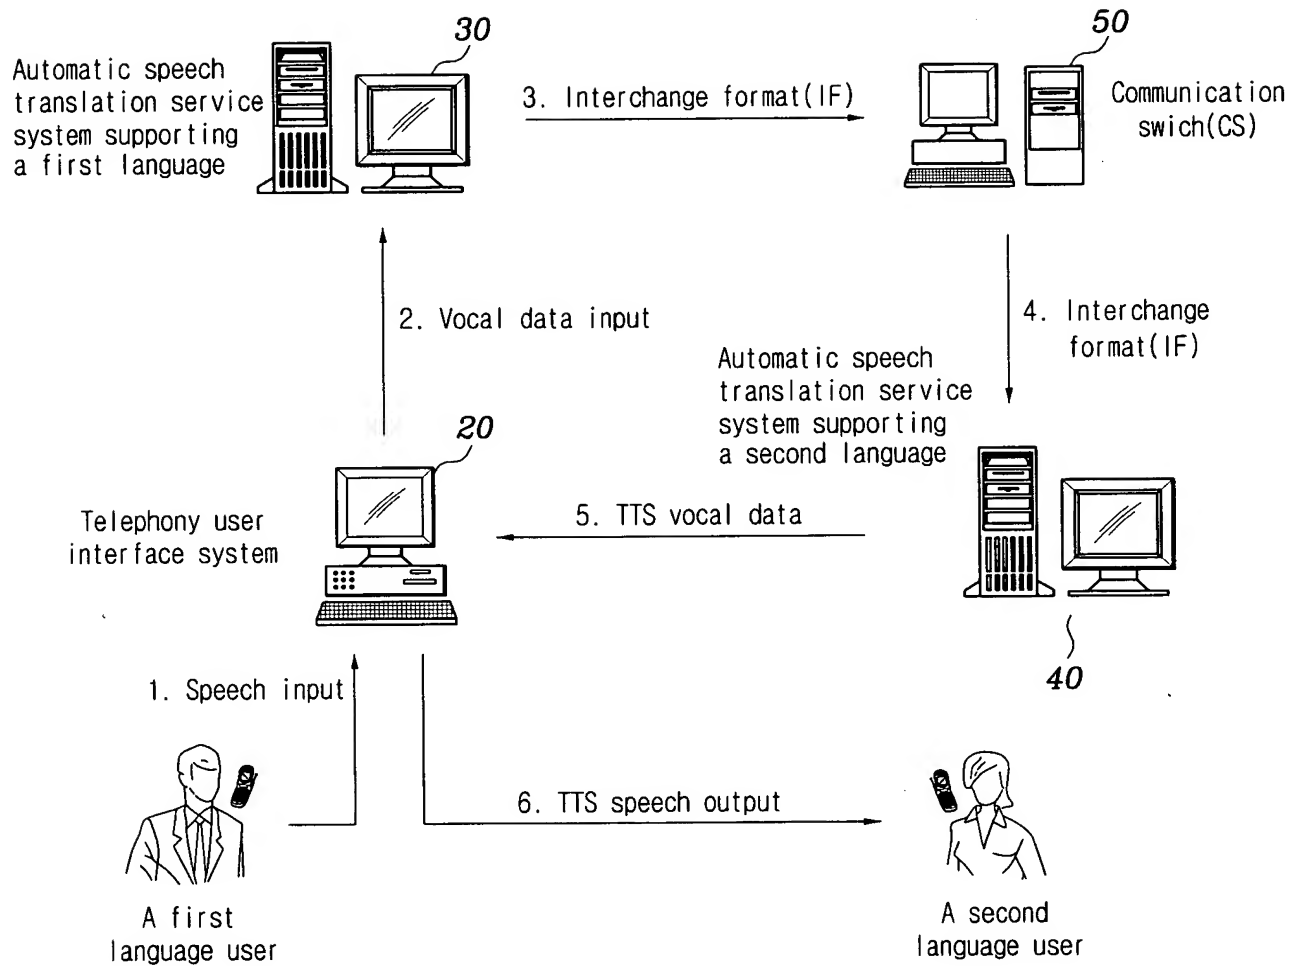 30
50
Automatic speech
translation service
system supporting
a first language
3. Interchange format(IF)
Communication
swich(CS)
2. Vocal data input
4. Interchange
format(IF)
Automatic speech
translation service
system supporting
a second language
20
Telephony user
interface system
5. TTS vocal data
40
1. Speech input
6. TTS speech output
A first
language user
A second
language user